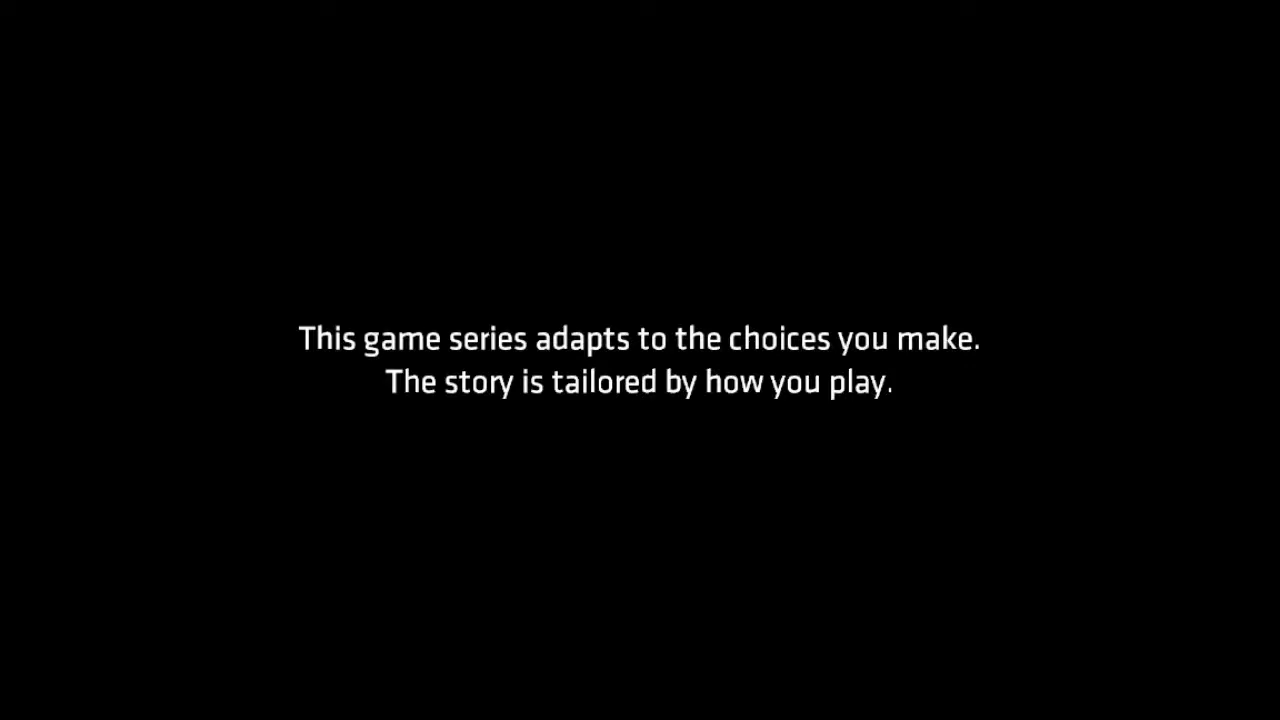 This game series adapts to the choices you make.
The story is tailored by how you play.